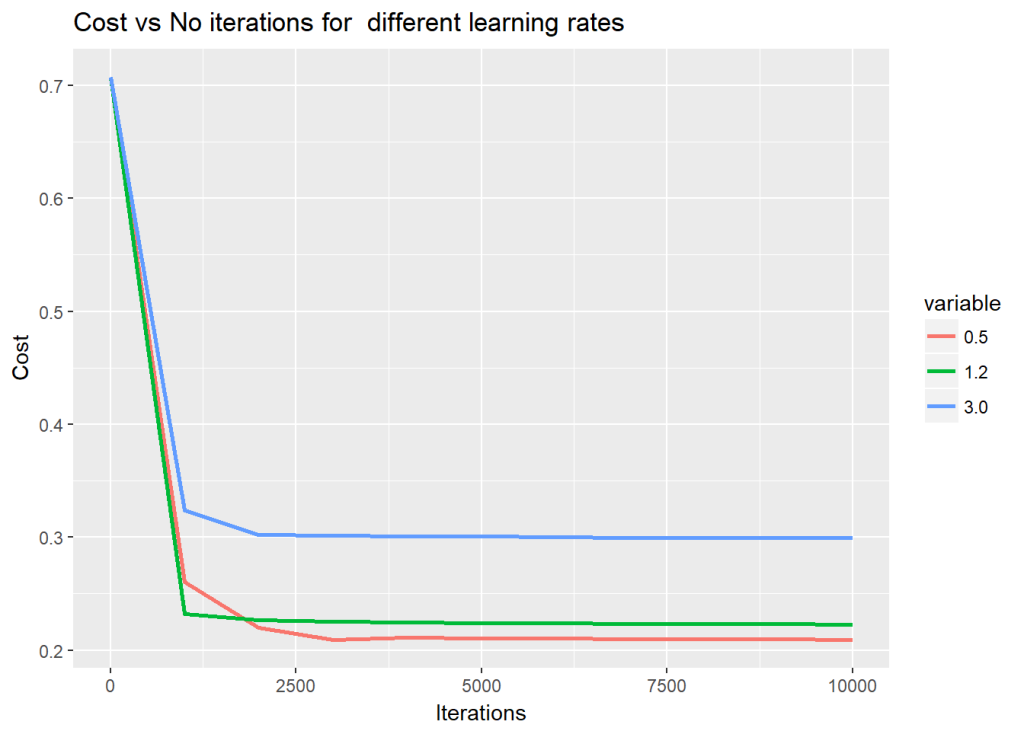 Cost vs No iterations for  different learning rates
0.7
0.6
0.5
0.4
0.3
0.2
Cost
0 2500 5000 7500 10000
Iterations
variable
0.5
1.2
3.0